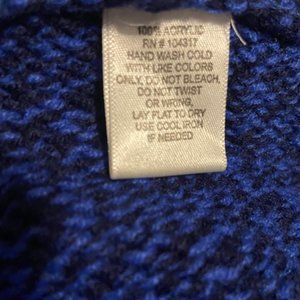 100% ACRYLIC
RN # 104317
HAND WASH COLD
WITH LIKE COLORS
ONLY, DO NOT BLEACH,
DO NOT TWIST
OR WRING,
LAY FLAT TO DRY
USE COOL IRON
IF NEEDED